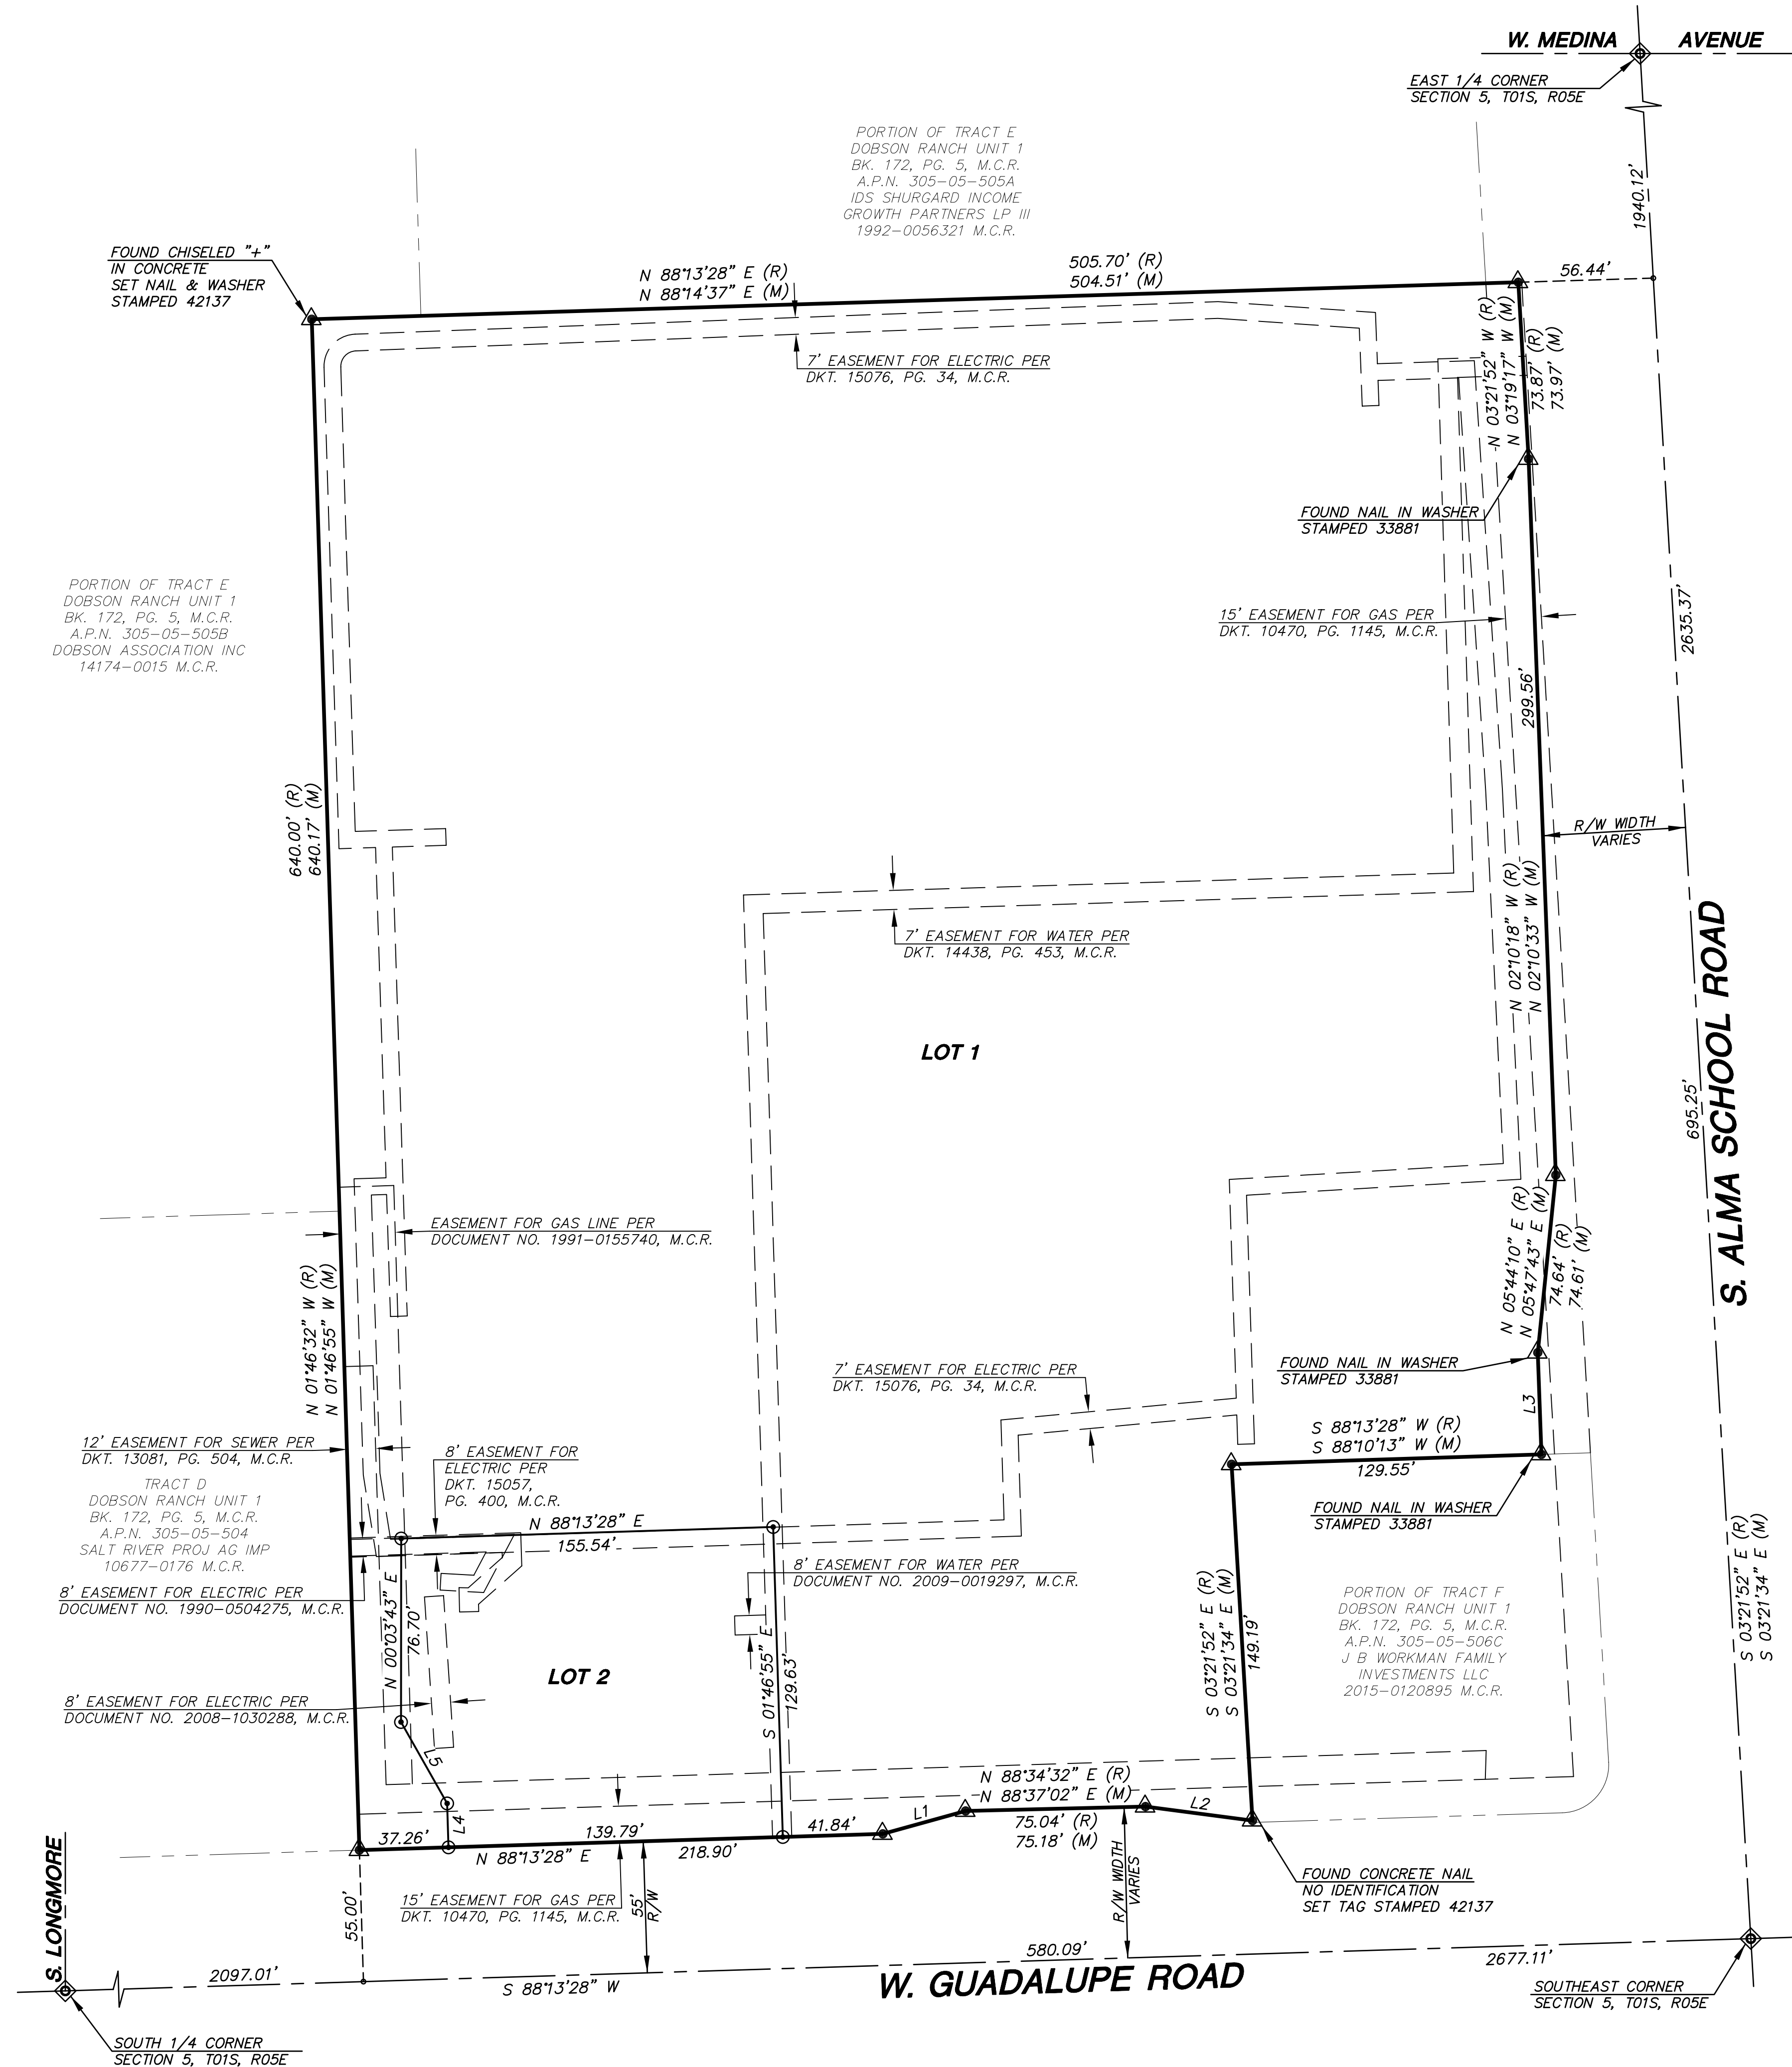 W. MEDINA AVENUE
EAST 1/4 CORNER
SECTION 5, T01S, R05E
PORTION OF TRACT E
DOBSON RANCH UNIT 1
BK. 172, PG. 5, M.C.R.
A.P.N. 305-05-505A
IDS SHURGARD INCOME
GROWTH PARTNERS LP III
1992-0056321 M.C.R.
1940.12'
FOUND CHISELED "+"
IN CONCRETE
SET NAIL & WASHER
STAMPED 42137
N 88°13'28" E (R)
N 88°14'37" E (M)
505.70' (R)
504.51' (M)
56.44'
7' EASEMENT FOR ELECTRIC PER
DKT. 15076, PG. 34, M.C.R.
N 03°21'52" W (R)
N 03°19'17" W (M)
73.87' (R)
73.97' (M)
FOUND NAIL IN WASHER
STAMPED 33881
PORTION OF TRACT E
DOBSON RANCH UNIT 1
BK. 172, PG. 5, M.C.R.
A.P.N. 305-05-505B
DOBSON ASSOCIATION INC
14174-0015 M.C.R.
15' EASEMENT FOR GAS PER
DKT. 10470, PG. 1145, M.C.R.
2635.37'
299.56'
640.00' (R)
640.17' (M)
R/W WIDTH
VARIES
N 02°10'18" W (R)
N 02°10'33" W (M)
7' EASEMENT FOR WATER PER
DKT. 14438, PG. 453, M.C.R.
LOT 1
695.25'
S. ALMA SCHOOL ROAD
EASEMENT FOR GAS LINE PER
DOCUMENT NO. 1991-0155740, M.C.R.
N 01°46'32" W (R)
N 01°46'55" W (M)
N 05°44'10" E (R)
N 05°47'43" E (M)
74.64' (R)
74.61' (M)
7' EASEMENT FOR ELECTRIC PER
DKT. 15076, PG. 34, M.C.R.
FOUND NAIL IN WASHER
STAMPED 33881
L3
S 88°13'28" W (R)
S 88°10'13" W (M)
129.55'
12' EASEMENT FOR SEWER PER
DKT. 13081, PG. 504, M.C.R.
8' EASEMENT FOR
ELECTRIC PER
DKT. 15057,
PG. 400, M.C.R.
TRACT D
DOBSON RANCH UNIT 1
BK. 172, PG. 5, M.C.R.
A.P.N. 305-05-504
SALT RIVER PROJ AG IMP
10677-0176 M.C.R.
FOUND NAIL IN WASHER
STAMPED 33881
N 88°13'28" E
155.54'
8' EASEMENT FOR WATER PER
DOCUMENT NO. 2009-0019297, M.C.R.
8' EASEMENT FOR ELECTRIC PER
DOCUMENT NO. 1990-0504275, M.C.R.
N 00°03'43" E
76.70'
S 01°46'55" E
129.63'
S 03°21'52" E (R)
S 03°21'34" E (M)
149.19'
PORTION OF TRACT F
DOBSON RANCH UNIT 1
BK. 172, PG. 5, M.C.R.
A.P.N. 305-05-506C
J B WORKMAN FAMILY
INVESTMENTS LLC
2015-0120895 M.C.R.
S 03°21'52" E (R)
S 03°21'34" E (M)
LOT 2
8' EASEMENT FOR ELECTRIC PER
DOCUMENT NO. 2008-1030288, M.C.R.
L5
L4
N 88°34'32" E (R)
N 88°37'02" E (M)
75.04' (R)
75.18' (M)
L1
L2
37.26'
139.79'
41.84'
N 88°13'28" E
218.90'
R/W WIDTH
VARIES
FOUND CONCRETE NAIL
NO IDENTIFICATION
SET TAG STAMPED 42137
15' EASEMENT FOR GAS PER
DKT. 10470, PG. 1145, M.C.R.
55'
R/W
55.00'
S. LONGMORE
2097.01'
S 88°13'28" W
580.09'
W. GUADALUPE ROAD
2677.11'
SOUTHEAST CORNER
SECTION 5, T01S, R05E
SOUTH 1/4 CORNER
SECTION 5, T01S, R05E